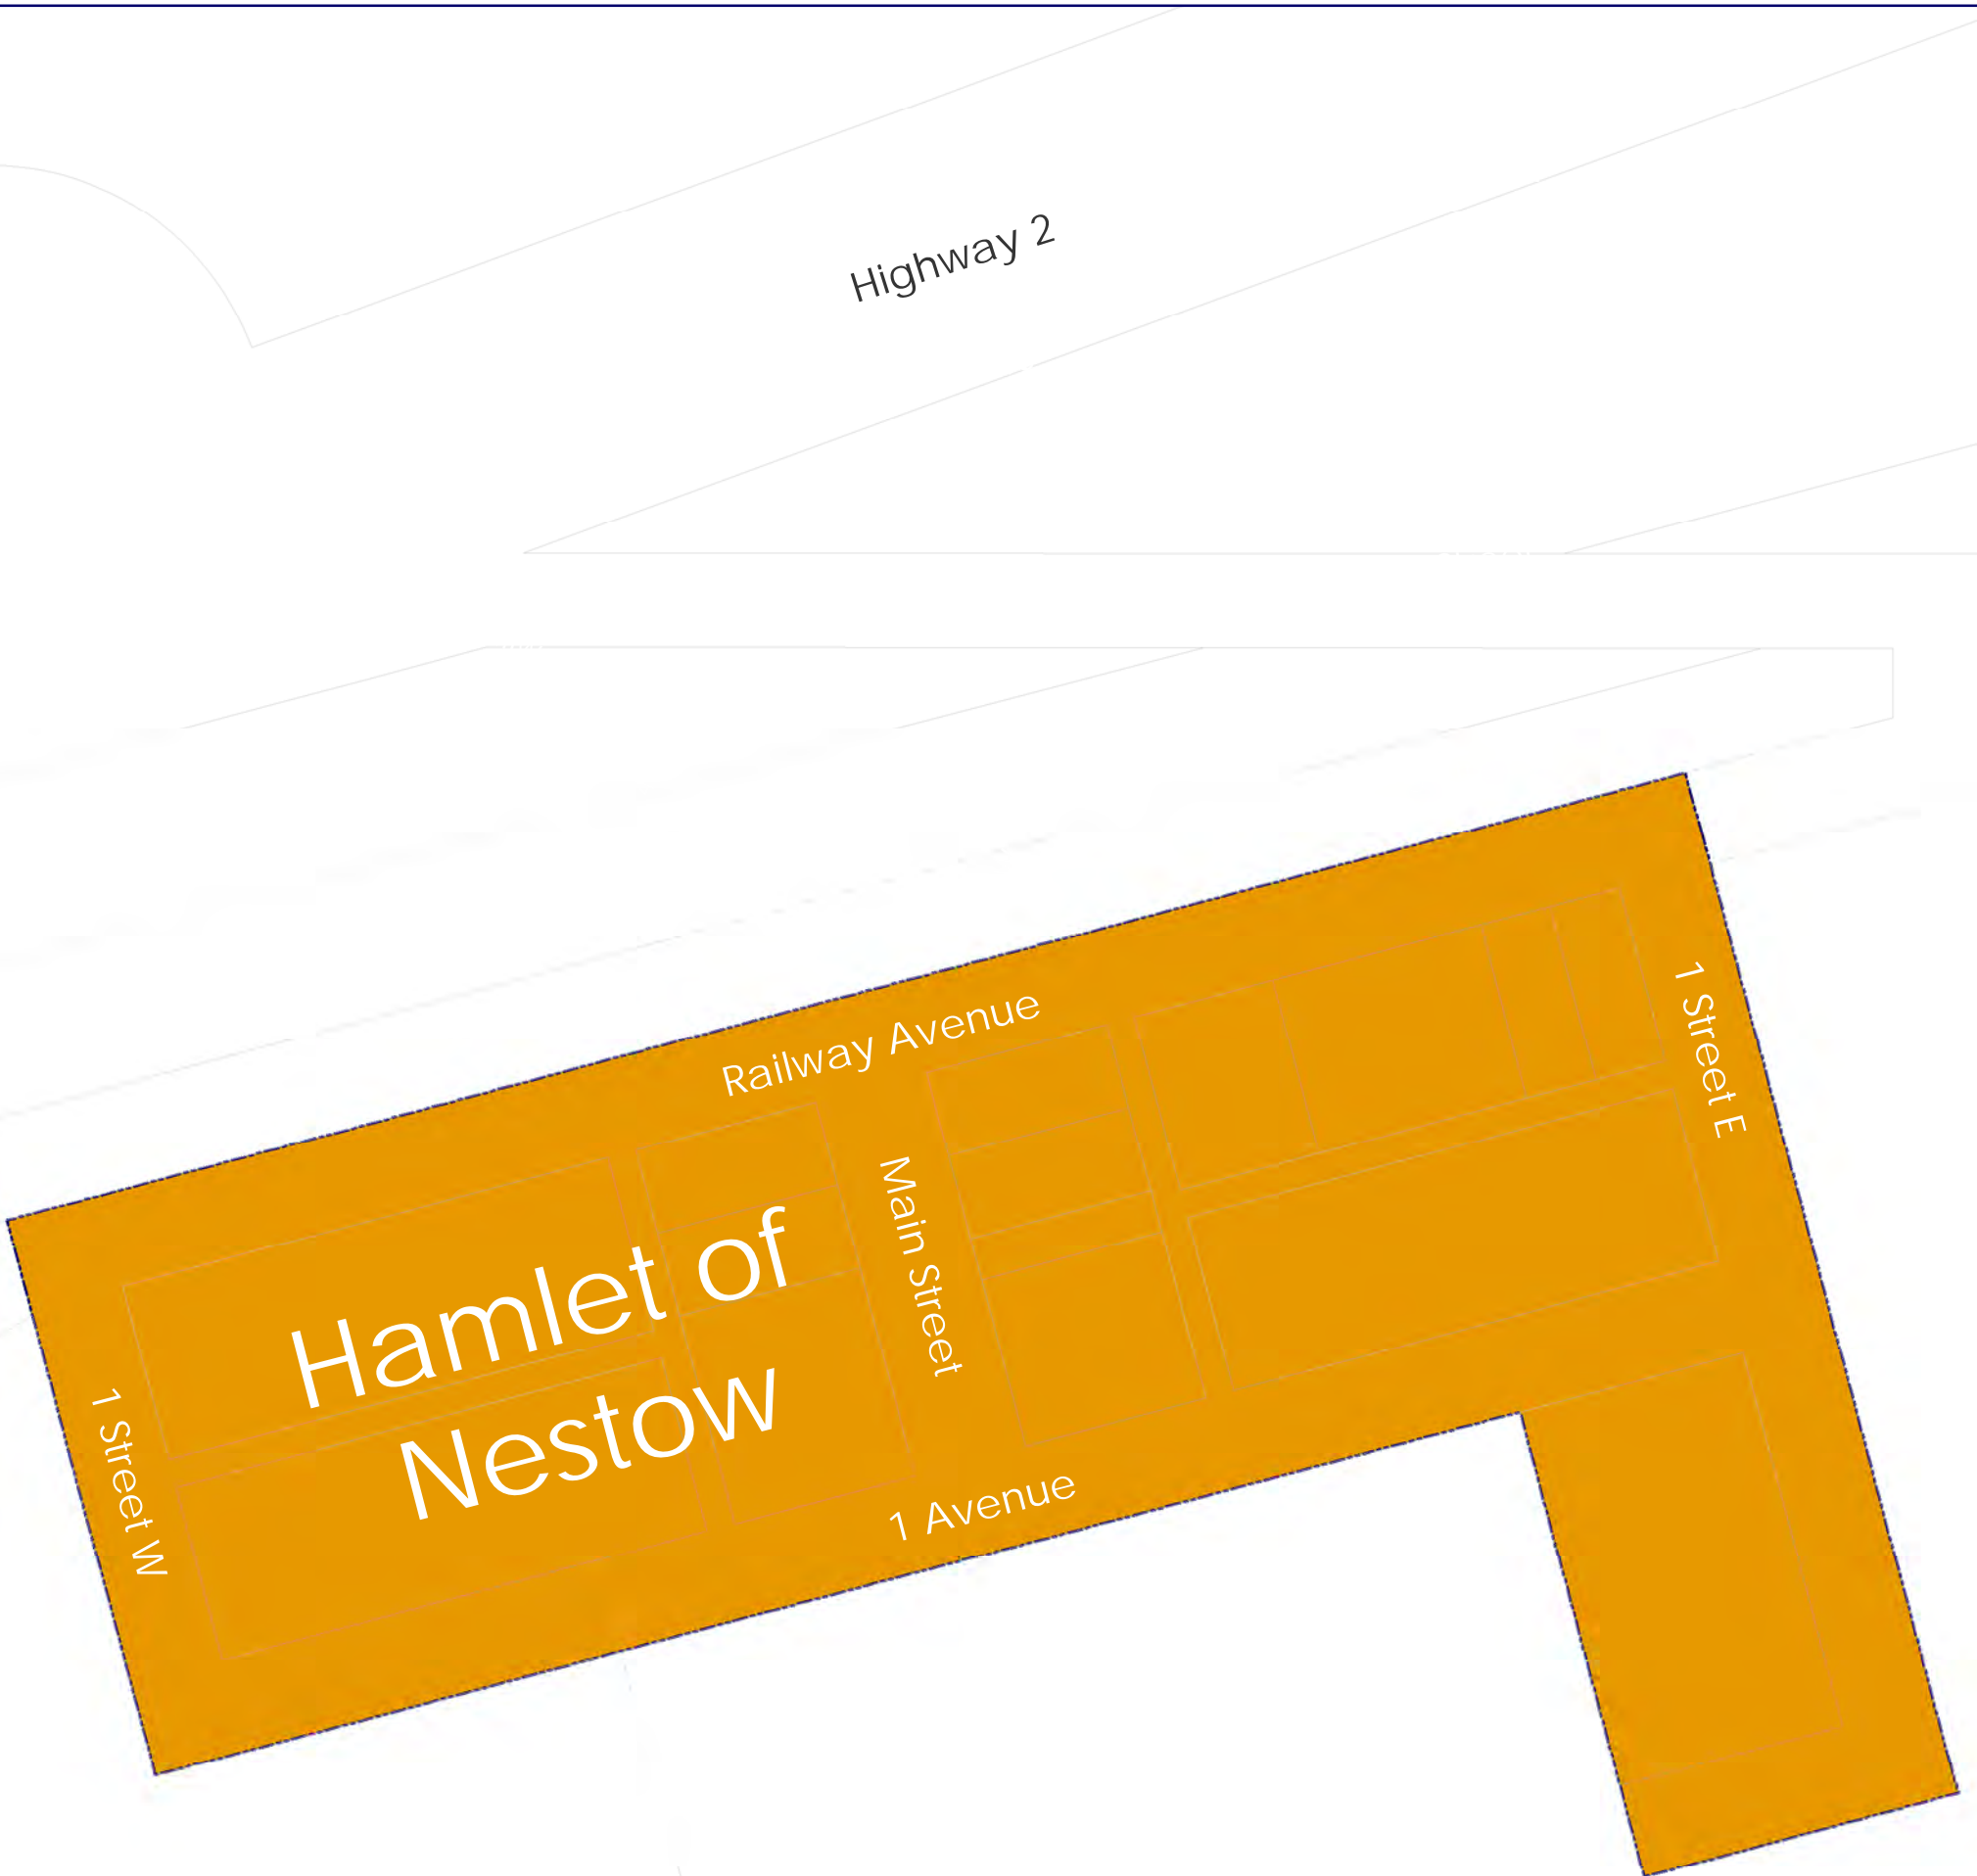 Highway 2
Railway Avenue
1 Street E
Main Street
Hamlet of
Nestow
1 Street W
1 Avenue